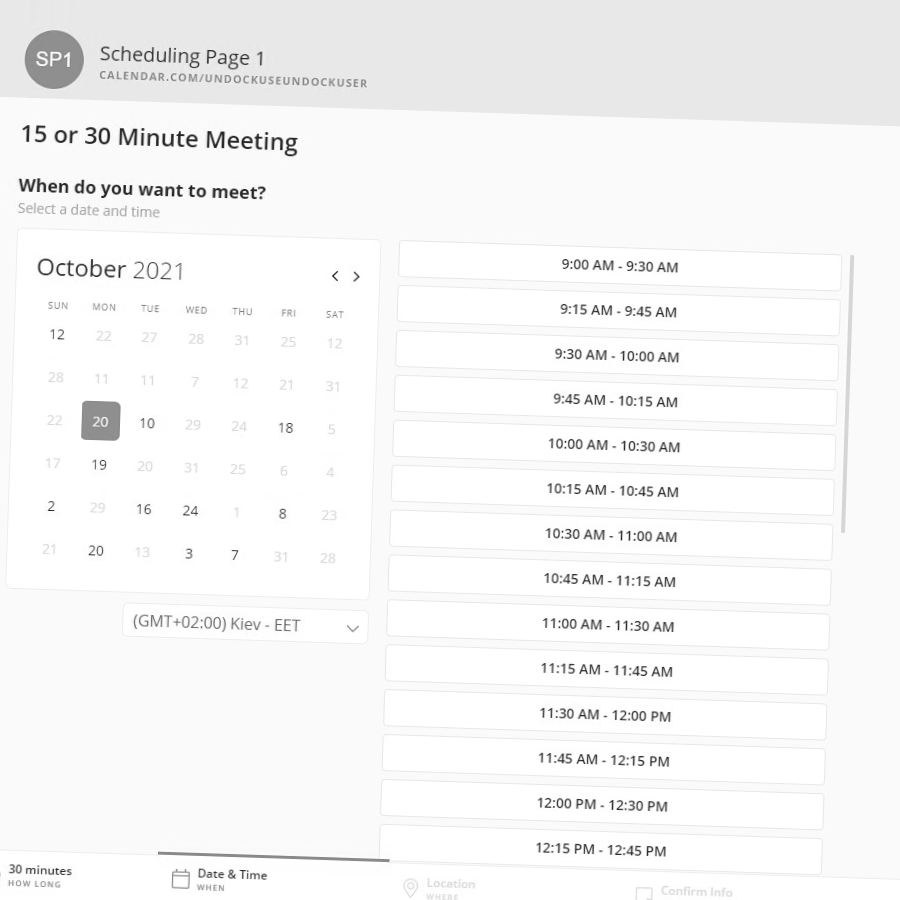 SP1
Scheduling Page 1
CALENDAR.COM/UNDOCKUSEUNDOCKUSER
15 or 30 Minute Meeting
When do you want to meet?
Select a date and time
October 2021
SUN MON TUE WED THU FRI SAT
12 22 27 28 31 25 12
28 11 11 7 12 21 31
22 20 10 29 24 18 5
17 19 20 31 25 6 4
2 29 16 24 1 8 23
21 20 13 3 7 31 28
(GMT+02:00) Kiev - EET
9:00 AM - 9:30 AM
9:15 AM - 9:45 AM
9:30 AM - 10:00 AM
9:45 AM - 10:15 AM
10:00 AM - 10:30 AM
10:15 AM - 10:45 AM
10:30 AM - 11:00 AM
10:45 AM - 11:15 AM
11:00 AM - 11:30 AM
11:15 AM - 11:45 AM
11:30 AM - 12:00 PM
11:45 AM - 12:15 PM
12:00 PM - 12:30 PM
12:15 PM - 12:45 PM
30 minutes
HOW LONG
Date & Time
WHEN
Location
WHERE
Confirm Info